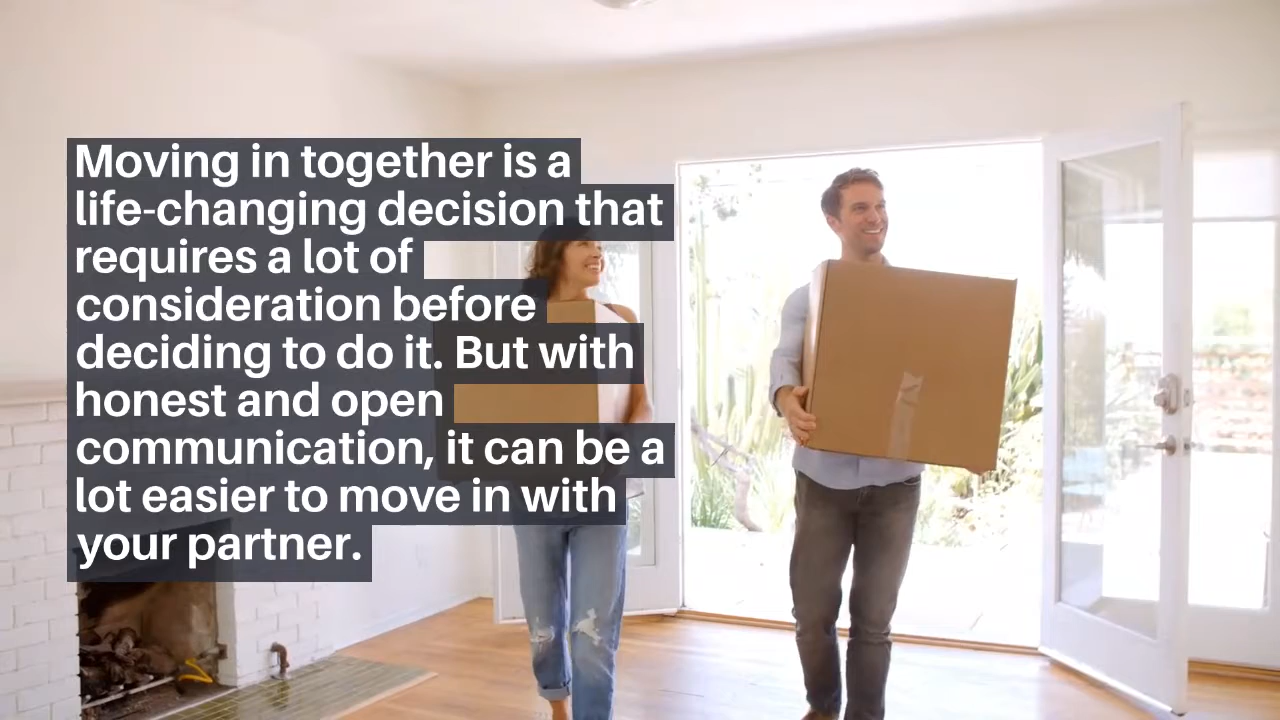 Moving in together is a
life-changing decision that
requires a lot of
consideration before
deciding to do it. But with
honest and open
communication, it can be a
lot easier to move in with
your partner.